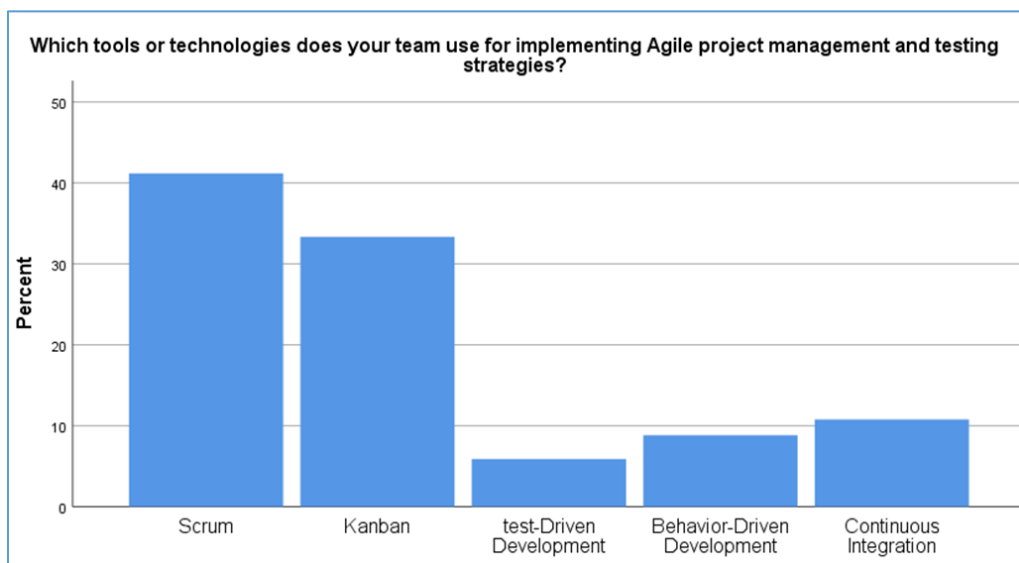 Which tools or technologies does your team use for implementing Agile project management and testing
strategies?
50
40
30
20
10
0
Percent
Scrum
Kanban
test-Driven
Development
Behavior-Driven
Development
Continuous
Integration